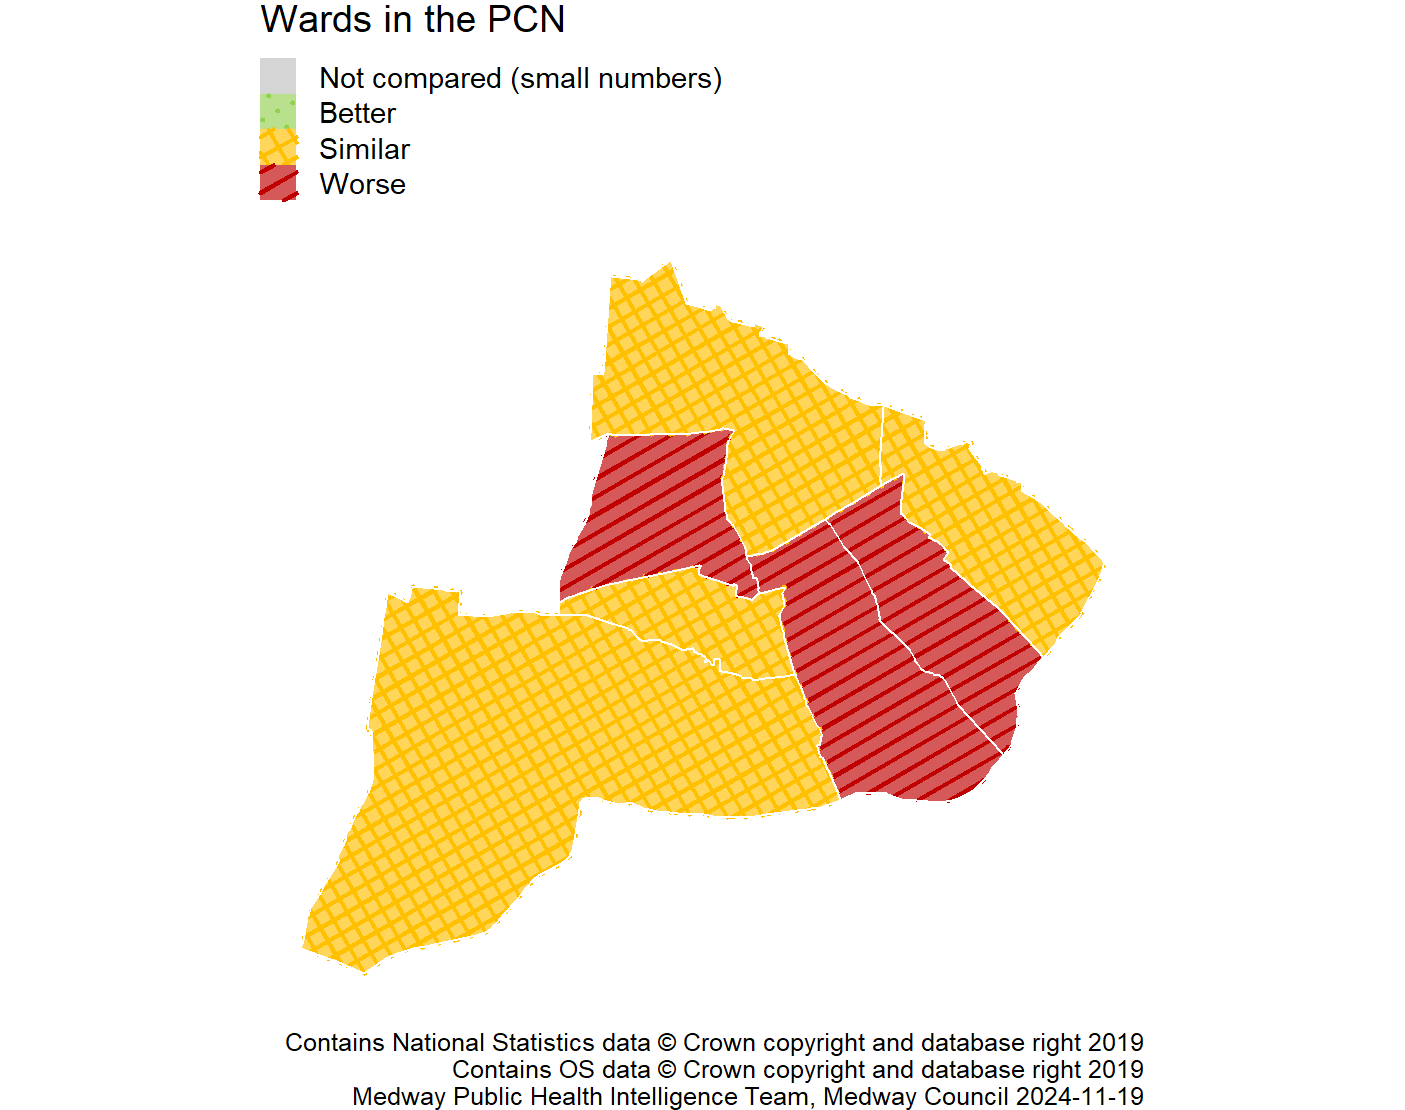 Wards in the PCN
Not compared (small numbers)
Better
Similar
Worse
Contains National Statistics data © Crown copyright and database right 2019
Contains OS data © Crown copyright and database right 2019
Medway Public Health Intelligence Team, Medway Council 2024-11-19